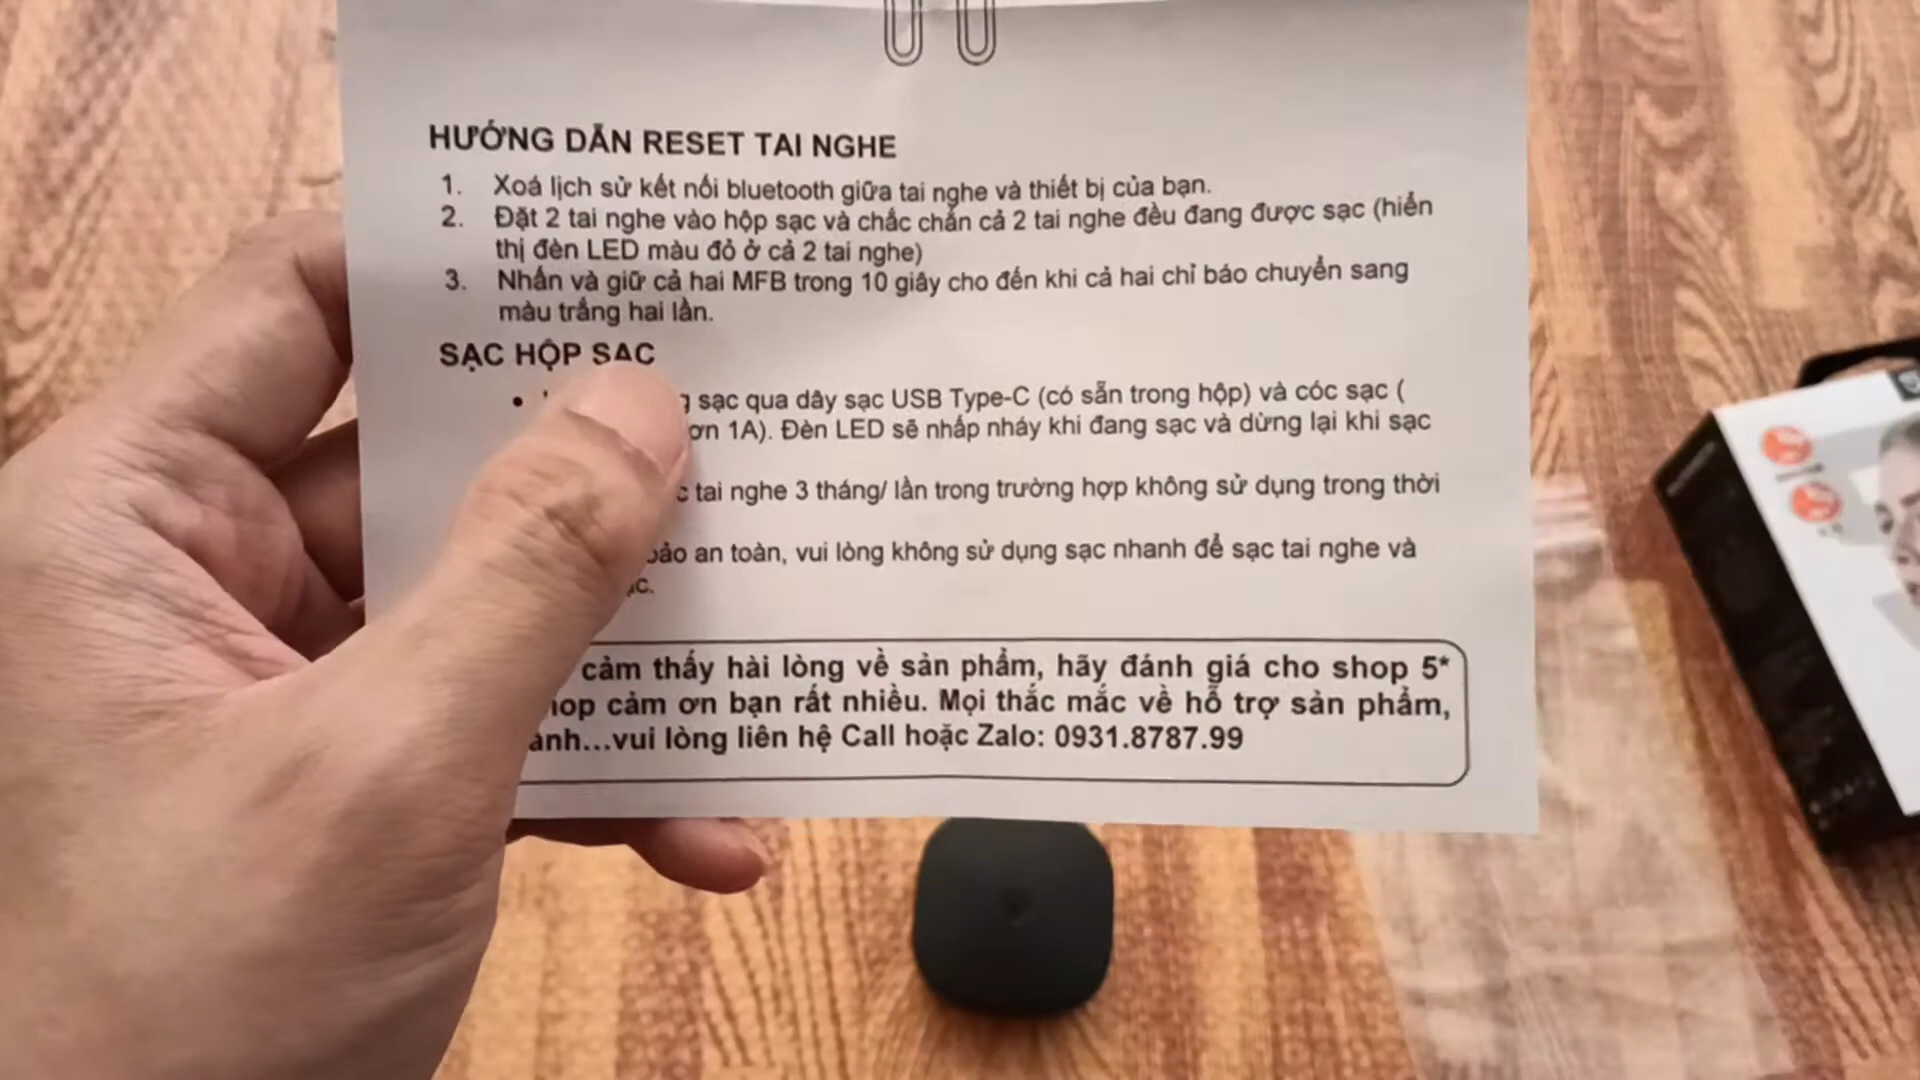 HƯỚNG DẪN RESET TAI NGHE
1. Xoá lịch sử kết nối bluetooth giữa tai nghe và thiết bị của bạn.
2. Đặt 2 tai nghe vào hộp sạc và chắc chắn cả 2 tai nghe đều đang được sạc (hiển
thị đèn LED màu đỏ ở cả 2 tai nghe)
3. Nhấn và giữ cả hai MFB trong 10 giây cho đến khi cả hai chỉ báo chuyển sang
màu trắng hai lần.
SẠC HỘP SẠC
sạc qua dây sạc USB Type-C (có sẵn trong hộp) và cóc sạc (
1A). Đèn LED sẽ nhấp nháy khi đang sạc và dừng lại khi sạc
tai nghe 3 tháng/ lần trong trường hợp không sử dụng trong thời
an toàn, vui lòng không sử dụng sạc nhanh để sạc tai nghe và
cảm thấy hài lòng về sản phẩm, hãy đánh giá cho shop 5*
cảm ơn bạn rất nhiều. Mọi thắc mắc về hỗ trợ sản phẩm,
vui lòng liên hệ Call hoặc Zalo: 0931.8787.99